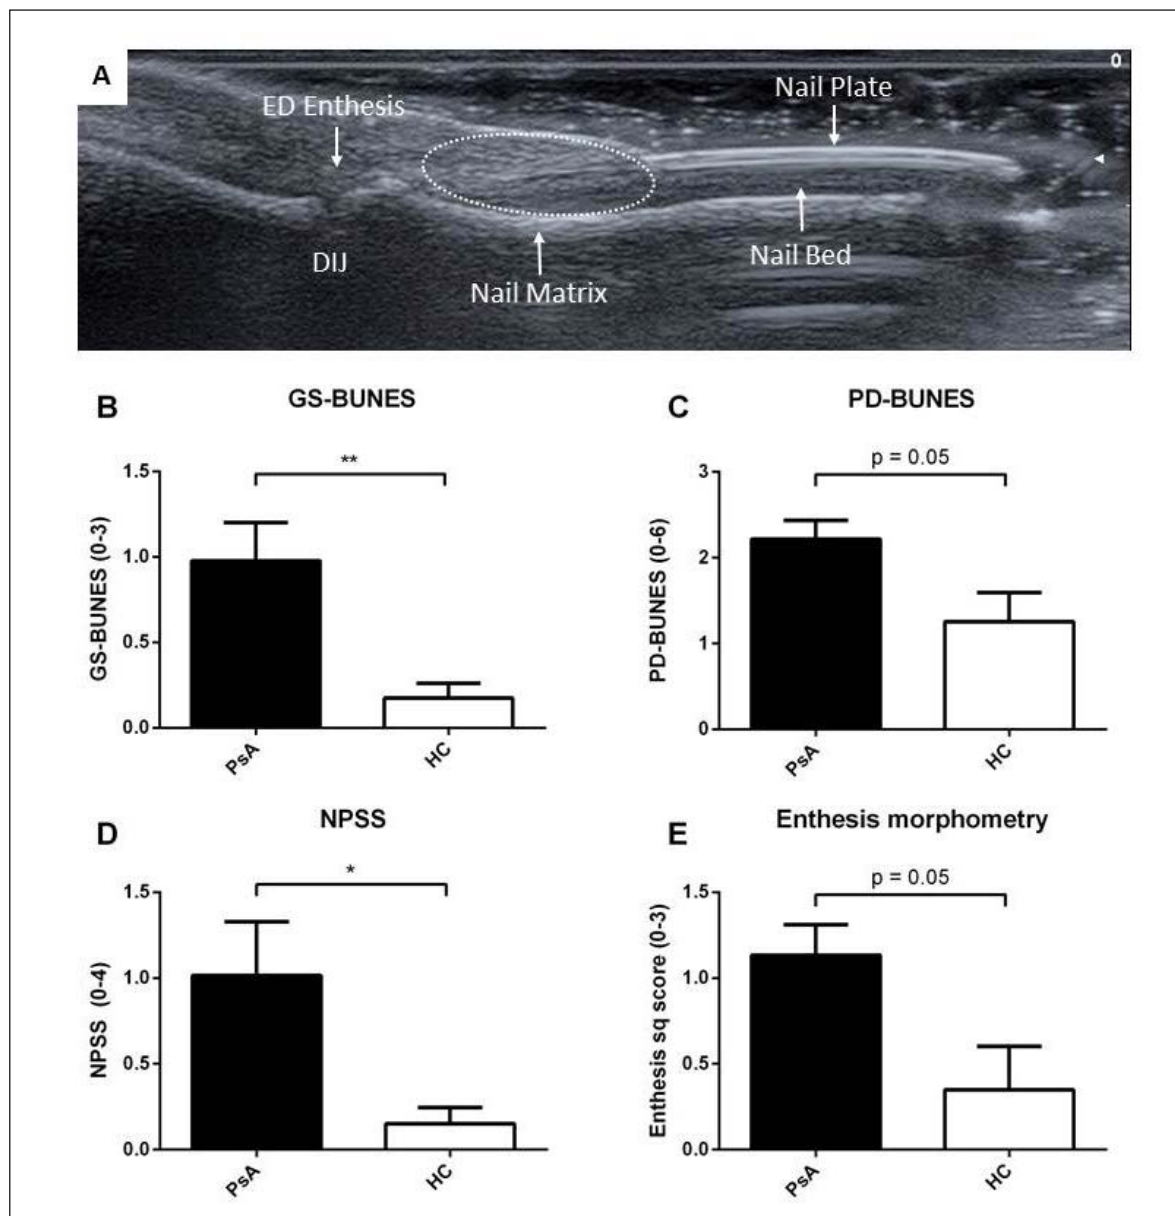 A
0
ED Enthesis
Nail Plate
DIJ
Nail Matrix
Nail Bed
B
GS-BUNES
**
GS-BUNES (0-3)
1.5
1.0
0.5
0.0
PsA
HC
C
PD-BUNES
p = 0.05
PD-BUNES (0-6)
3
2
1
0
PsA
HC
D
NPSS
*
NPSS (0-4)
1.5
1.0
0.5
0.0
PsA
HC
E
Enthesis morphometry
p = 0.05
Enthesis sq score (0-3)
1.5
1.0
0.5
0.0
PsA
HC